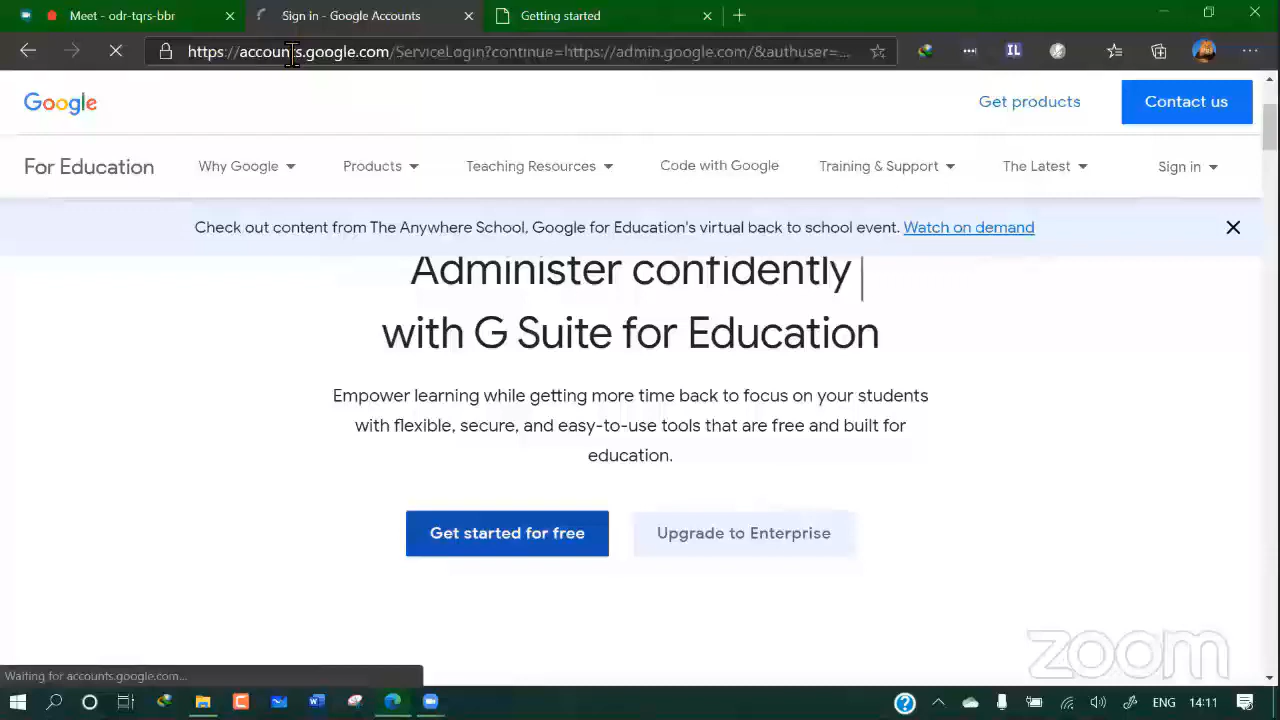 Meet - odr-tqrs-bbr
Sign in - Google Accounts
Getting started
https://accounts.google.com/ServiceLogin?continue=https://admin.google.com/&authuser=...
IL
Google
Get products
Contact us
For Education
Why Google
Products
Teaching Resources
Code with Google
Training & Support
The Latest
Sign in
Check out content from The Anywhere School, Google for Education's virtual back to school event. Watch on demand
Administer confidently
with G Suite for Education
Empower learning while getting more time back to focus on your students
with flexible, secure, and easy-to-use tools that are free and built for
education.
Get started for free
Upgrade to Enterprise
zoom
Waiting for accounts.google.com...
ENG
14:11